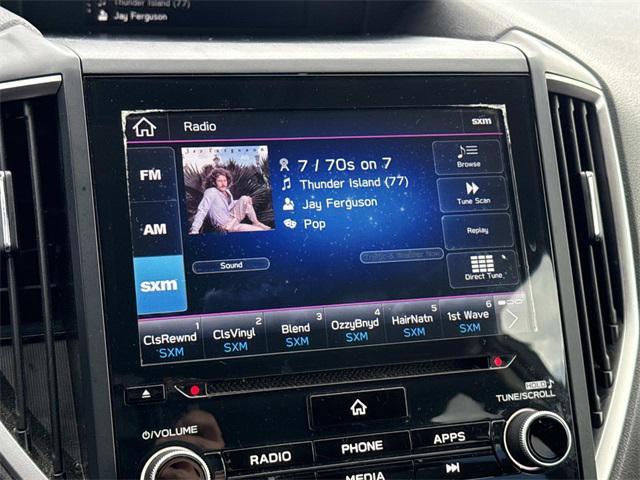 Thunder Island (77)
Jay Ferguson
Radio
sxm
Jay Ferguson
FM
AM
sxm
7 / 70s on 7
Thunder Island (77)
Jay Ferguson
Pop
Sound
Traffic & Weather Now
Browse
Tune Scan
Replay
Direct Tune
1 ClsRewnd SXM
2 ClsVinyl SXM
3 Blend SXM
4 OzzyBnyd SXM
5 HairNatn SXM
6 1st Wave SXM
HOLD
TUNE/SCROLL
VOLUME
RADIO
PHONE
APPS
MEDIA